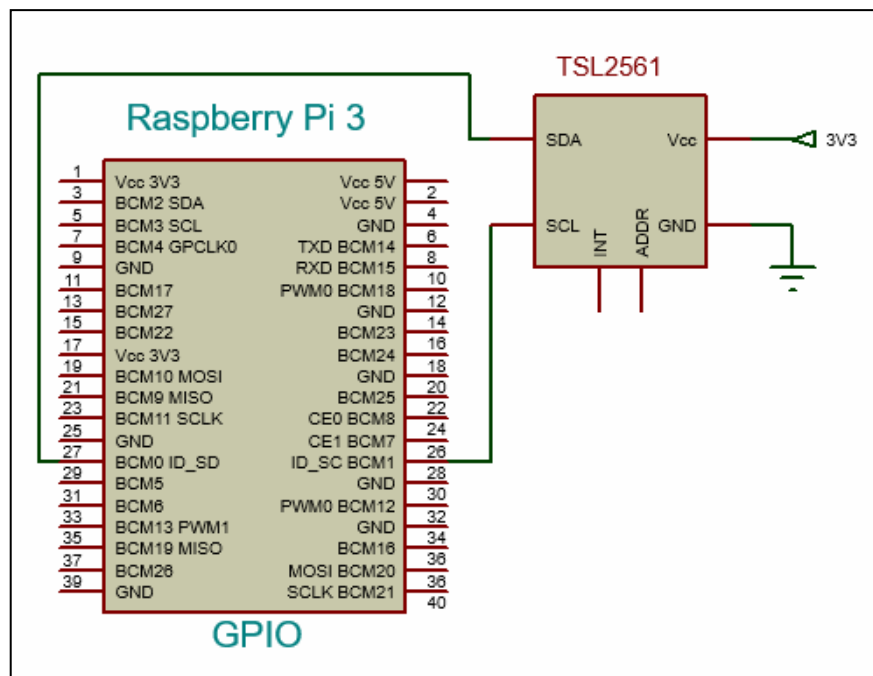 TSL2561
Raspberry Pi 3
SDA Vcc 3V3
SCL GND
INT ADDR
1 Vcc 3V3 Vcc 5V 2
3 BCM2 SDA Vcc 5V 4
5 BCM3 SCL GND 6
7 BCM4 GPCLK0 TXD BCM14 8
9 GND RXD BCM15 10
11 BCM17 PWM0 BCM18 12
13 BCM27 GND 14
15 BCM22 BCM23 16
17 Vcc 3V3 BCM24 18
19 BCM10 MOSI GND 20
21 BCM9 MISO BCM25 22
23 BCM11 SCLK CE0 BCM8 24
25 GND CE1 BCM7 26
27 BCM0 ID_SD ID_SC BCM1 28
29 BCM5 GND 30
31 BCM6 PWM0 BCM12 32
33 BCM13 PWM1 GND 34
35 BCM19 MISO BCM16 36
37 BCM26 MOSI BCM20 36
39 GND SCLK BCM21 40
GPIO